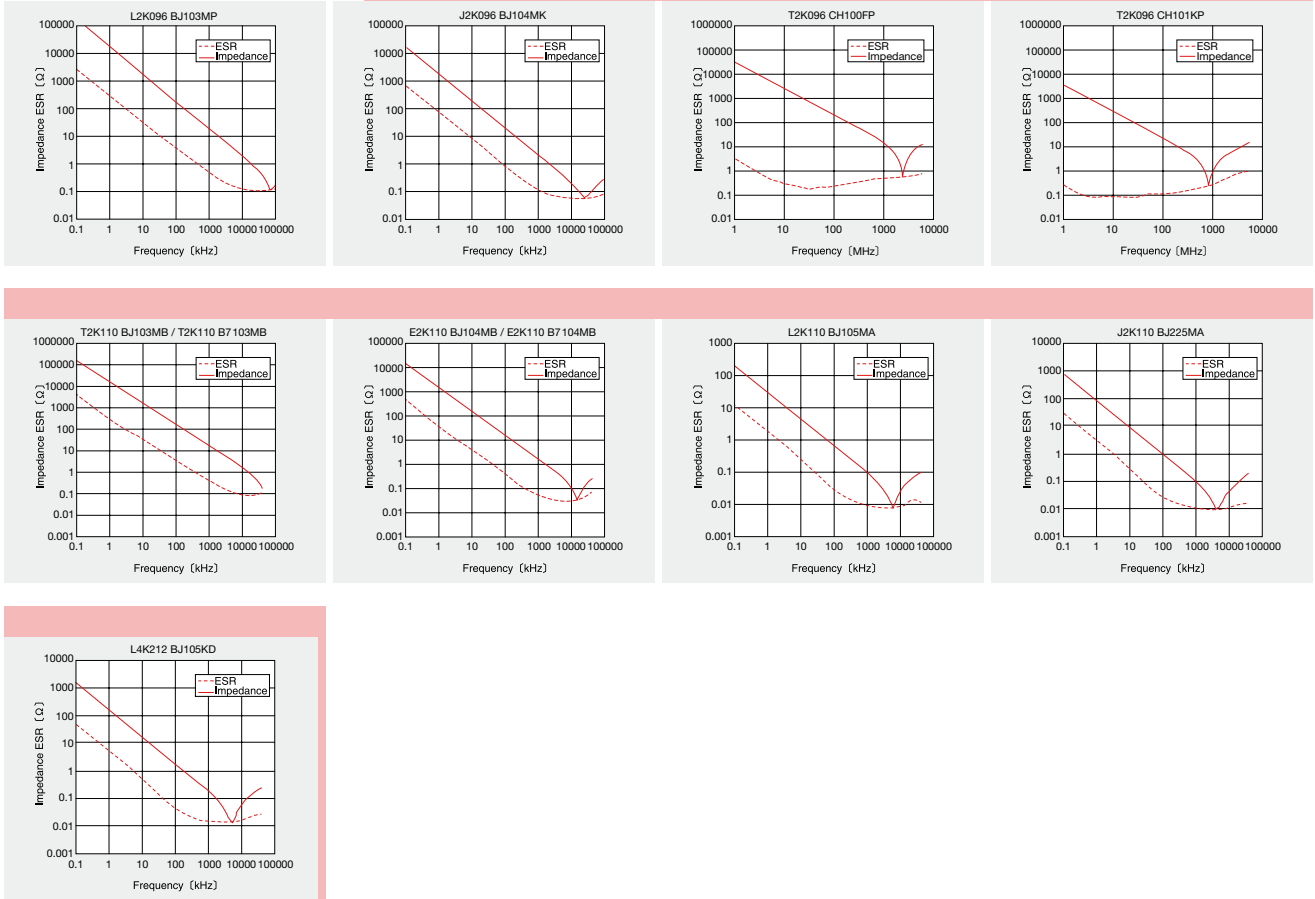 L2K096 BJ103MP
100000
10000
1000
100
10
1
0.1
0.01
Impedance ESR〔Ω〕
ESR
Impedance
0.1 1 10 100 1000 10000 100000
Frequency〔kHz〕
J2K096 BJ104MK
100000
10000
1000
100
10
1
0.1
0.01
Impedance ESR〔Ω〕
ESR
Impedance
0.1 1 10 100 1000 10000 100000
Frequency〔kHz〕
T2K096 CH100FP
1000000
100000
10000
1000
100
10
1
0.1
0.01
Impedance ESR〔Ω〕
ESR
Impedance
1 10 100 1000 10000
Frequency〔MHz〕
T2K096 CH101KP
1000000
100000
10000
1000
100
10
1
0.1
0.01
Impedance ESR〔Ω〕
ESR
Impedance
1 10 100 1000 10000
Frequency〔MHz〕
T2K110 BJ103MB / T2K110 B7103MB
1000000
100000
10000
1000
100
10
1
0.1
0.01
0.001
Impedance ESR〔Ω〕
ESR
Impedance
0.1 1 10 100 1000 10000 100000
Frequency〔kHz〕
E2K110 BJ104MB / E2K110 B7104MB
100000
10000
1000
100
10
1
0.1
0.01
0.001
Impedance ESR〔Ω〕
ESR
Impedance
0.1 1 10 100 1000 10000 100000
Frequency〔kHz〕
L2K110 BJ105MA
1000
100
10
1
0.1
0.01
0.001
Impedance ESR〔Ω〕
ESR
Impedance
0.1 1 10 100 1000 10000 100000
Frequency〔kHz〕
J2K110 BJ225MA
10000
1000
100
10
1
0.1
0.01
0.001
Impedance ESR〔Ω〕
ESR
Impedance
0.1 1 10 100 1000 10000 100000
Frequency〔kHz〕
L4K212 BJ105KD
10000
1000
100
10
1
0.1
0.01
0.001
Impedance ESR〔Ω〕
ESR
Impedance
0.1 1 10 100 1000 10000 100000
Frequency〔kHz〕